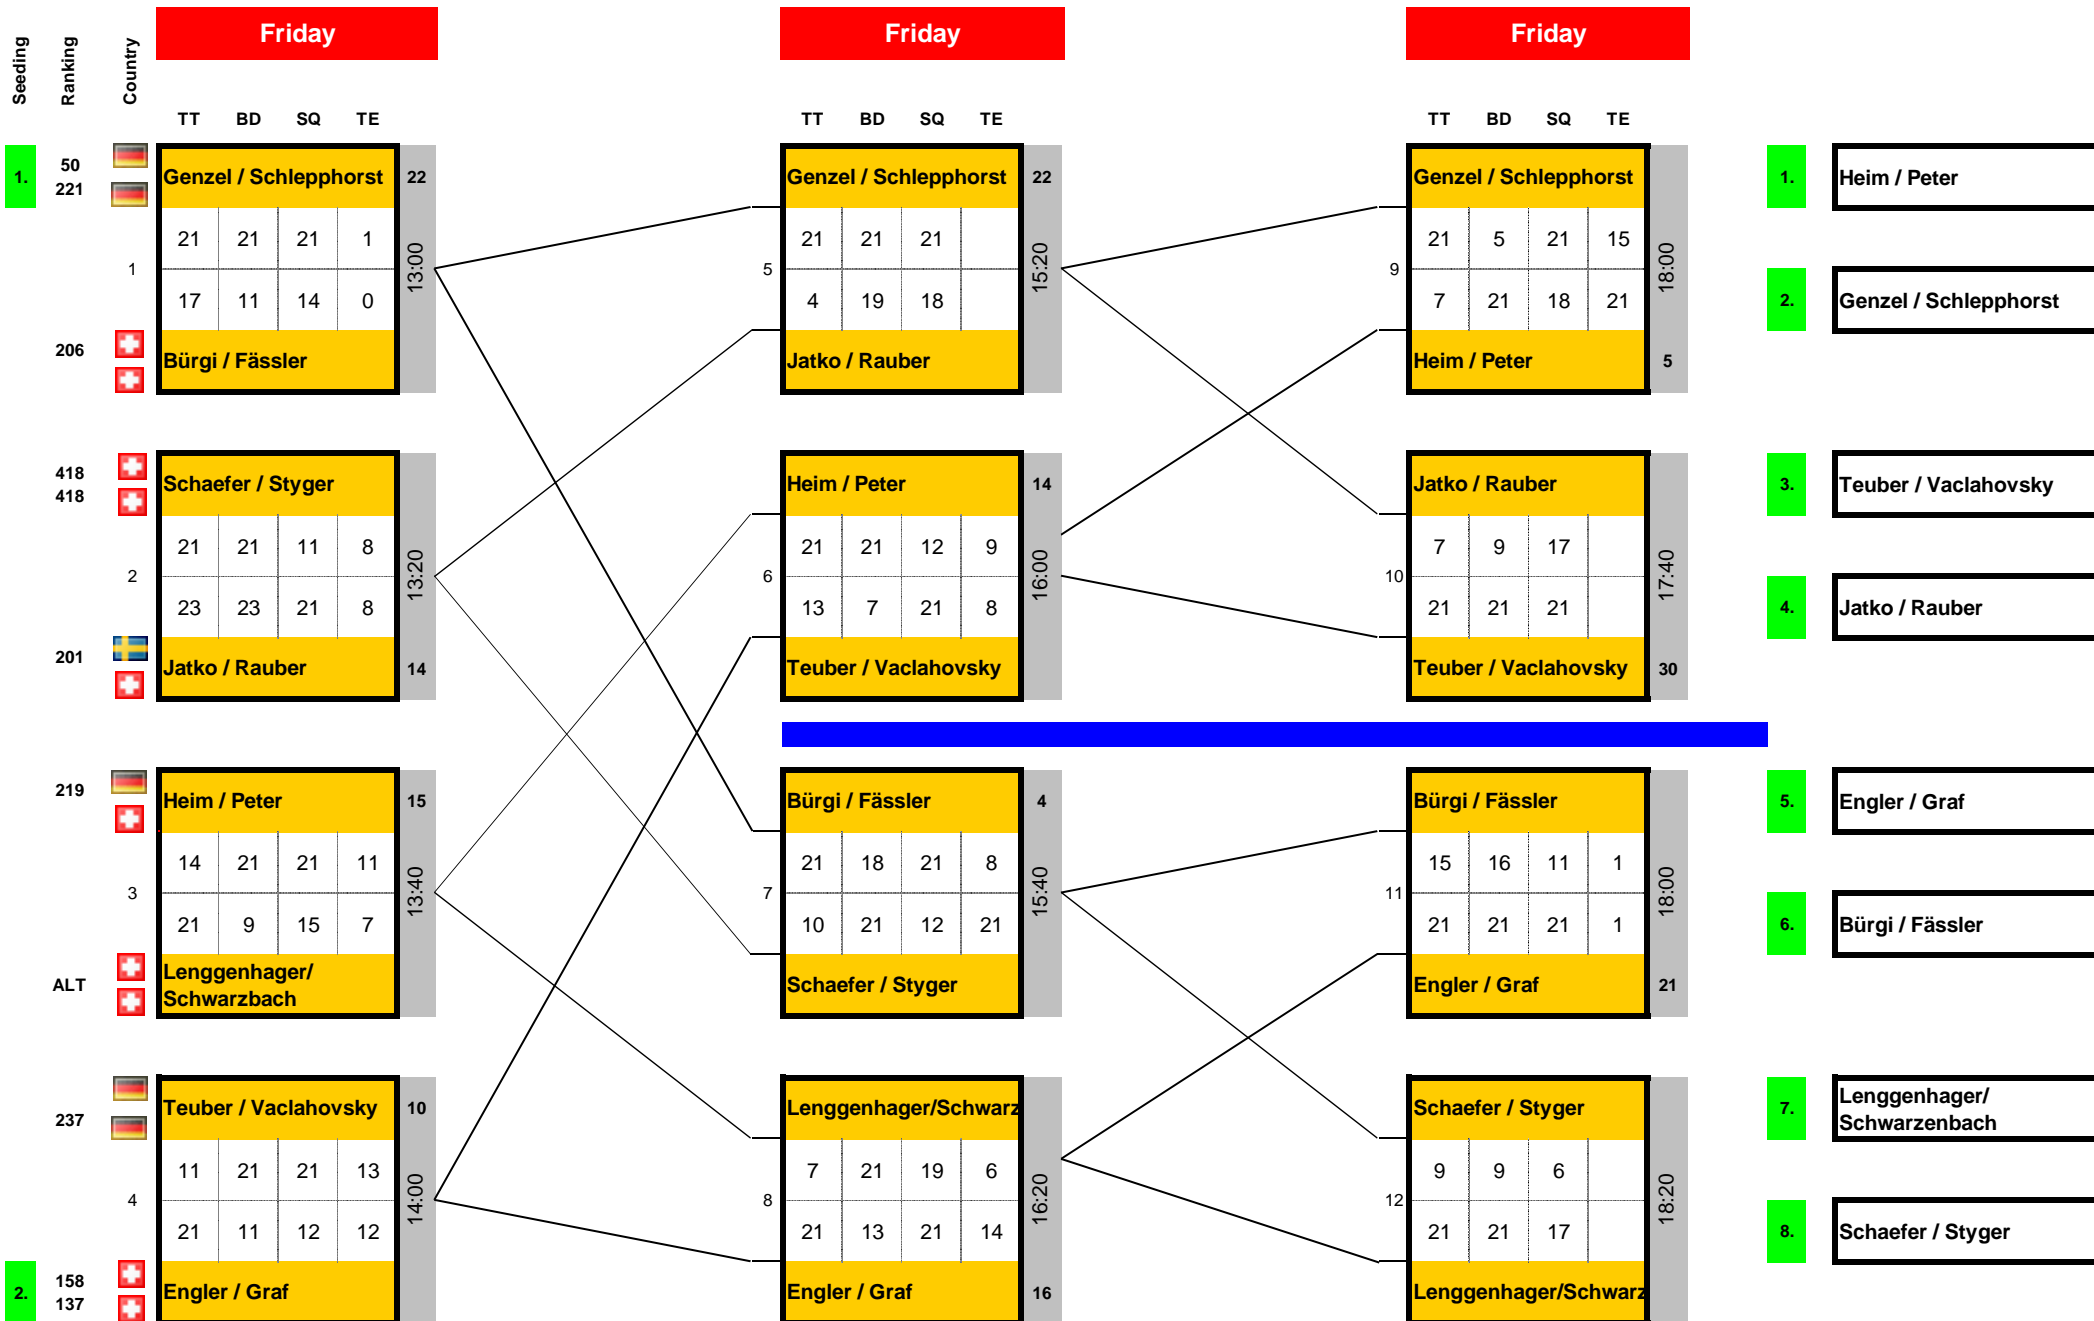 Friday Friday Friday
Seeding Ranking Country
TT BD SQ TE TT BD SQ TE TT BD SQ TE
1. 50 221 Genzel / Schlepphorst 22
21 21 21 1
1 13:00
17 11 14 0
206 Bürgi / Fässler
418 418 Schaefer / Styger
21 21 11 8
2 13:20
23 23 21 8
201 Jatko / Rauber 14
219 Heim / Peter 15
14 21 21 11
3 13:40
21 9 15 7
ALT Lenggenhager/
Schwarzbach
237 Teuber / Vaclahovsky 10
11 21 21 13
4 14:00
21 11 12 12
2. 158 137 Engler / Graf
Genzel / Schlepphorst 22
21 21 21
5 15:20
4 19 18
Jatko / Rauber
Heim / Peter 14
21 21 12 9
6 16:00
13 7 21 8
Teuber / Vaclahovsky
Bürgi / Fässler 4
21 18 21 8
7 15:40
10 21 12 21
Schaefer / Styger
Lenggenhager/Schwarz
7 21 19 6
8 16:20
21 13 21 14
Engler / Graf 16
Genzel / Schlepphorst
21 5 21 15
9 18:00
7 21 18 21
Heim / Peter 5
Jatko / Rauber
7 9 17
10 17:40
21 21 21
Teuber / Vaclahovsky 30
Bürgi / Fässler
15 16 11 1
11 18:00
21 21 21 1
Engler / Graf 21
Schaefer / Styger
9 9 6
12 18:20
21 21 17
Lenggenhager/Schwarz
1. Heim / Peter
2. Genzel / Schlepphorst
3. Teuber / Vaclahovsky
4. Jatko / Rauber
5. Engler / Graf
6. Bürgi / Fässler
7. Lenggenhager/
Schwarzenbach
8. Schaefer / Styger